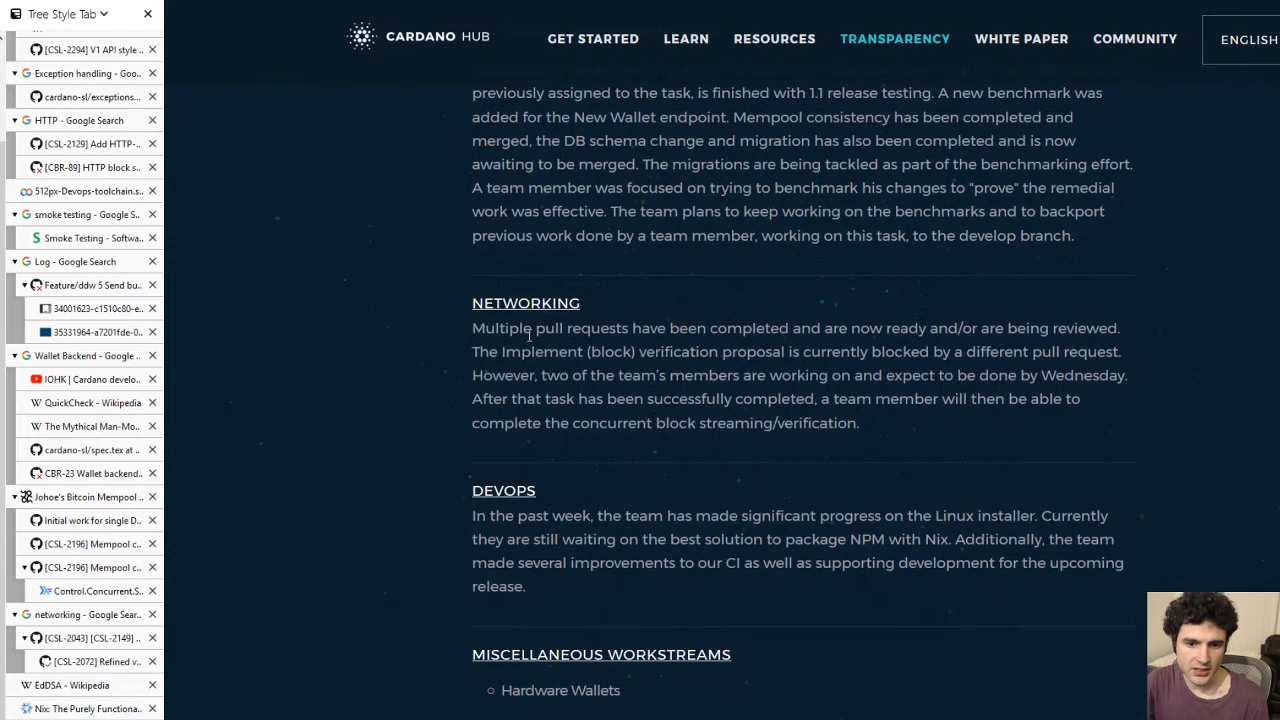 Tree Style Tab
[CSL-2294] V1 API style ..
Exception handling - Goo..
cardano-sl/exceptions...
HTTP - Google Search
[CSL-2129] Add HTTP-...
[CBR-89] HTTP block s...
512px-Devops-toolchain.s..
smoke testing - Google S..
Smoke Testing - Softwa..
Log - Google Search
Feature/ddw 5 Send bu..
34001623-c1510c80-e...
35331964-a7201fde-0...
Wallet Backend - Google ..
IOHK | Cardano develo..
QuickCheck - Wikipedia
The Mythical Man-Mo...
cardano-sl/spec.tex at ..
CBR-23 Wallet backend..
Johoe's Bitcoin Mempool ..
Initial work for single D..
[CSL-2196] Mempool c...
[CSL-2196] Mempool c...
Control.Concurrent.S...
networking - Google Sear..
[CSL-2043] [CSL-2149] ..
[CSL-2072] Refined v...
EdDSA - Wikipedia
Nix: The Purely Functiona..
CARDANO HUB
GET STARTED LEARN RESOURCES TRANSPARENCY WHITE PAPER COMMUNITY ENGLISH
previously assigned to the task, is finished with 1.1 release testing. A new benchmark was
added for the New Wallet endpoint. Mempool consistency has been completed and
merged, the DB schema change and migration has also been completed and is now
awaiting to be merged. The migrations are being tackled as part of the benchmarking effort.
A team member was focused on trying to benchmark his changes to "prove" the remedial
work was effective. The team plans to keep working on the benchmarks and to backport
previous work done by a team member, working on this task, to the develop branch.
NETWORKING
Multiple pull requests have been completed and are now ready and/or are being reviewed.
The Implement (block) verification proposal is currently blocked by a different pull request.
However, two of the team's members are working on and expect to be done by Wednesday.
After that task has been successfully completed, a team member will then be able to
complete the concurrent block streaming/verification.
DEVOPS
In the past week, the team has made significant progress on the Linux installer. Currently
they are still waiting on the best solution to package NPM with Nix. Additionally, the team
made several improvements to our CI as well as supporting development for the upcoming
release.
MISCELLANEOUS WORKSTREAMS
Hardware Wallets